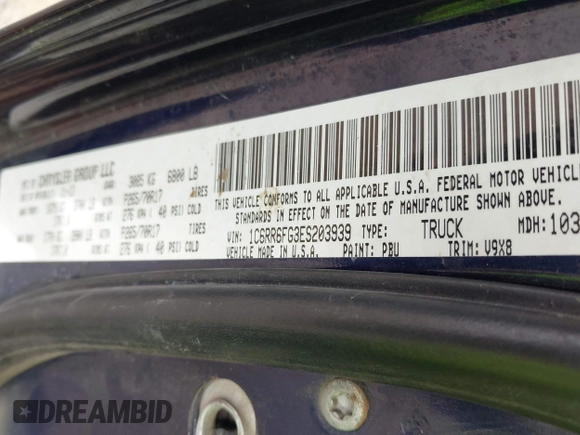 CHRYSLER GROUP LLC
3085 KG 6800 LB
TIRES
P265/70R17
276 KPA ( 40 PSI) COLD
TIRES
P265/70R17
276 KPA ( 40 PSI) COLD
THIS VEHICLE CONFORMS TO ALL APPLICABLE U.S.A. FEDERAL MOTOR VEHICLE
STANDARDS IN EFFECT ON THE DATE OF MANUFACTURE SHOWN ABOVE.
VIN: 1C6RR6FG3ES203939 TYPE: TRUCK MDH: 103
VEHICLE MADE IN U.S.A. PAINT: PBU TRIM: V9X8
DREAMBID